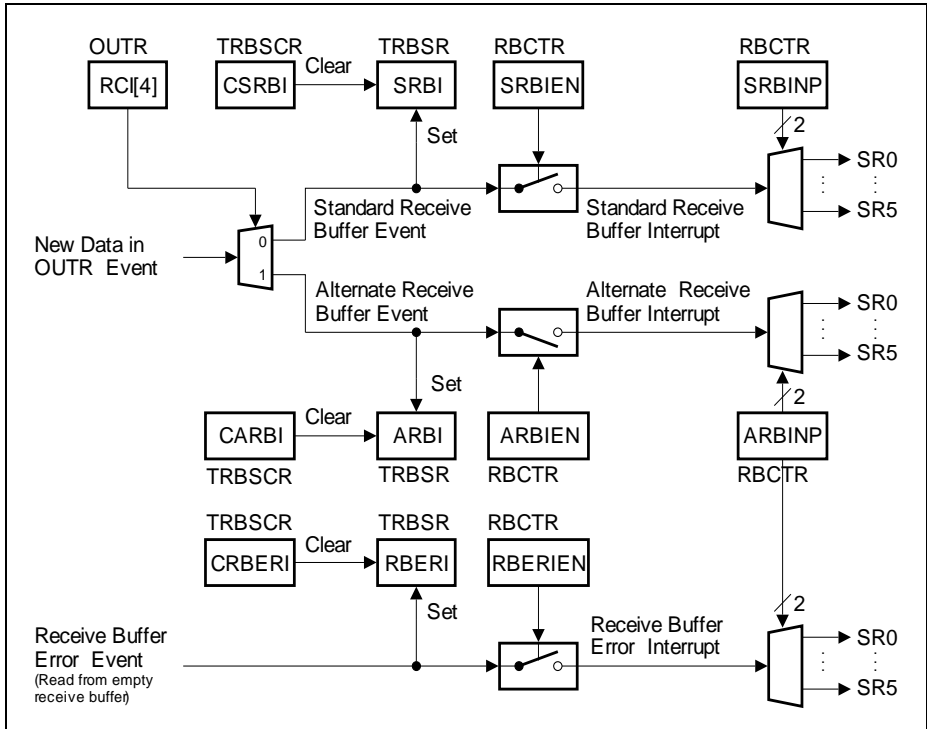 OUTR TRBSCR TRBSR RBCTR RBCTR
RCI[4] CSRBI Clear SRBI SRBIEN SRBINP
Set 2
SR0
SR5
Standard Receive
Buffer Event
Standard Receive
Buffer Interrupt
New Data in
OUTR Event
0
1
Alternate Receive
Buffer Event
Alternate Receive
Buffer Interrupt
SR0
SR5
Set 2
CARBI Clear ARBI ARBIEN ARBINP
TRBSCR TRBSR RBCTR RBCTR
TRBSCR TRBSR RBCTR
CRBERI Clear RBERI RBERIEN
Set 2
Receive Buffer
Error Event
(Read from empty
receive buffer)
Receive Buffer
Error Interrupt
SR0
SR5